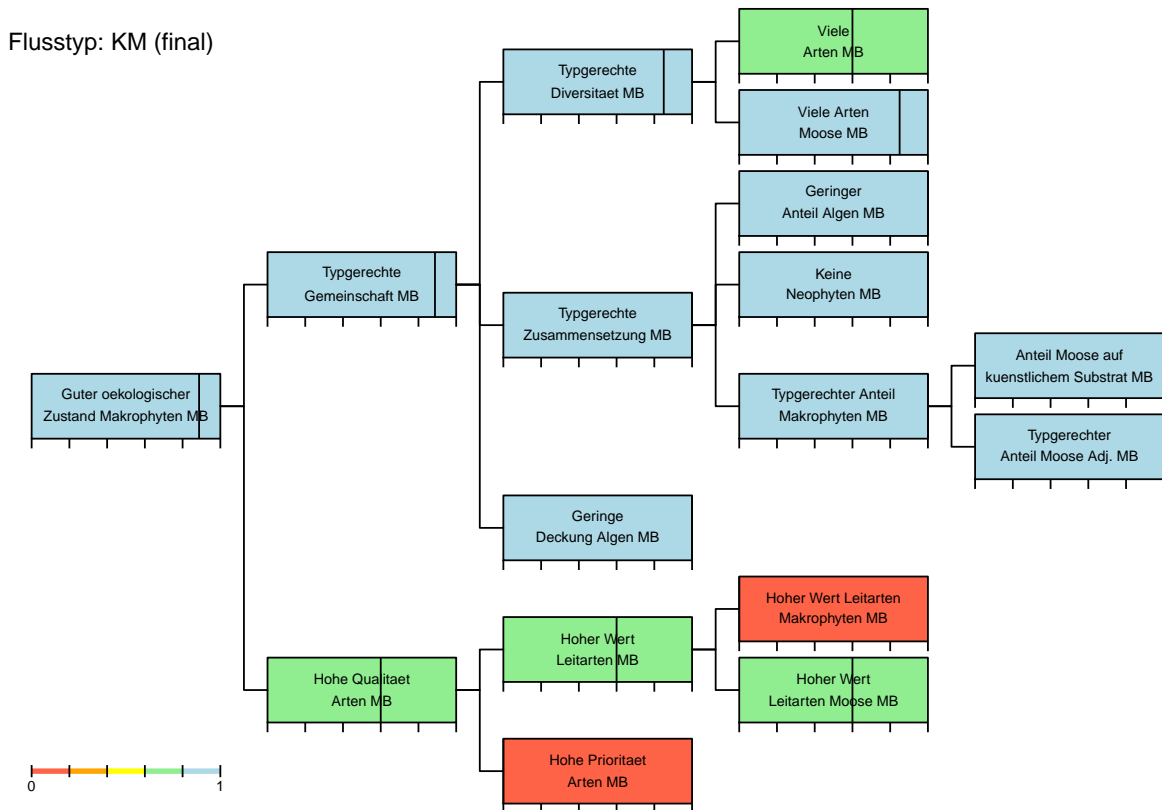 Flusstyp: KM (final)
Viele
Arten MB
Typgerechte
Diversitaet MB
Viele Arten
Moose MB
Geringer
Anteil Algen MB
Typgerechte
Gemeinschaft MB
Keine
Neophyten MB
Typgerechte
Zusammensetzung MB
Anteil Moose auf
kuenstlichem Substrat MB
Guter oekologischer
Zustand Makrophyten MB
Typgerechter Anteil
Makrophyten MB
Typgerechter
Anteil Moose Adj. MB
Geringe
Deckung Algen MB
Hoher Wert Leitarten
Makrophyten MB
Hoher Wert
Leitarten MB
Hohe Qualitaet
Arten MB
Hoher Wert
Leitarten Moose MB
Hohe Prioritaet
Arten MB
0 1